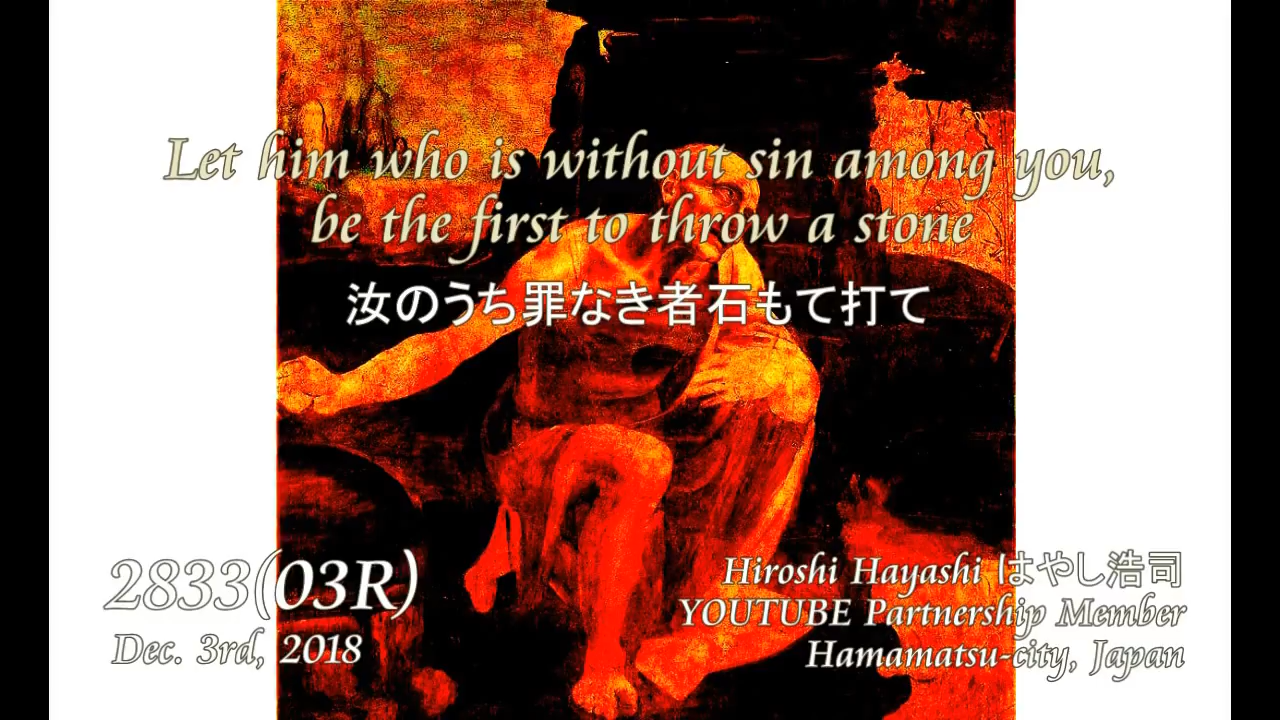 Let him who is without sin among you,
be the first to throw a stone
汝のうち罪なき者石もて打て
2833(03R)
Dec. 3rd, 2018
Hiroshi Hayashi はやし浩司
YOUTUBE Partnership Member
Hamamatsu-city, Japan